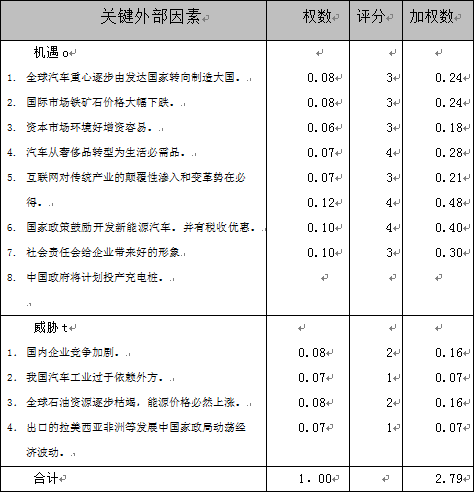 关键外部因素 权数 评分 加权数
机遇o
1. 全球汽车重心逐步由发达国家转向制造大国。 0.08 3 0.24
2. 国际市场铁矿石价格大幅下跌。 0.08 3 0.24
3. 资本市场环境好增资容易。 0.06 3 0.18
4. 汽车从奢侈品转型为生活必需品。 0.07 4 0.28
5. 互联网对传统产业的颠覆性渗入和变革势在必 0.07 3 0.21
得。 0.12 4 0.48
6. 国家政策鼓励开发新能源汽车。并有税收优惠。 0.10 4 0.40
7. 社会责任会给企业带来好的形象 0.10 3 0.30
8. 中国政府将计划投产充电桩。
威胁t
1. 国内企业竞争加剧。 0.08 2 0.16
2. 我国汽车工业过于依赖外方。 0.07 1 0.07
3. 全球石油资源逐步枯竭，能源价格必然上涨。 0.08 2 0.16
4. 出口的拉美西亚非洲等发展中国家政局动荡经 0.07 1 0.07
济波动。
合计 1.00 2.79